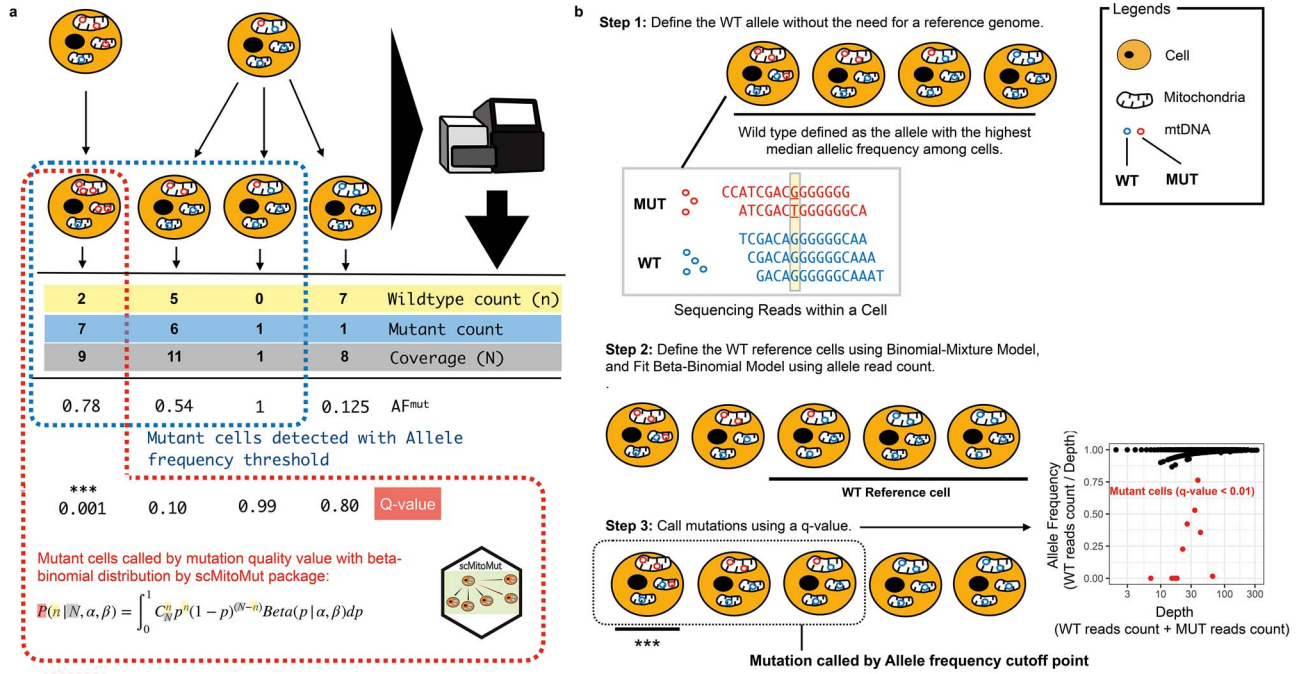 a
2 5 0 7 Wildtype count (n)
7 6 1 1 Mutant count
9 11 1 8 Coverage (N)
0.78 0.54 1 0.125 AFᵐᵘᵗ
Mutant cells detected with Allele
frequency threshold
***
0.001 0.10 0.99 0.80 Q-value
Mutant cells called by mutation quality value with beta-
binomial distribution by scMitoMut package:
scMitoMut
P(n|N, α, β) = ∫₀¹ Cₙⁿ pⁿ(1 − p)⁽ᴺ⁻ⁿ⁾Beta(p|α, β)dp
b
Step 1: Define the WT allele without the need for a reference genome.
Wild type defined as the allele with the highest
median allelic frequency among cells.
MUT
CCATCGACGGGGGGG
ATCGACTGGGGGGCA
WT
TCGACAGGGGGGCAA
CGACAGGGGGGCAAA
GACAGGGGGGCAAAT
Sequencing Reads within a Cell
Legends
Cell
Mitochondria
mtDNA
WT MUT
Step 2: Define the WT reference cells using Binomial-Mixture Model,
and Fit Beta-Binomial Model using allele read count.
.
WT Reference cell
Step 3: Call mutations using a q-value.
***
Mutation called by Allele frequency cutoff point
Allele Frequency
(WT reads count / Depth)
1.00
0.75
0.50
0.25
0.00
Mutant cells (q-value < 0.01)
3 10 30 100 300
Depth
(WT reads count + MUT reads count)